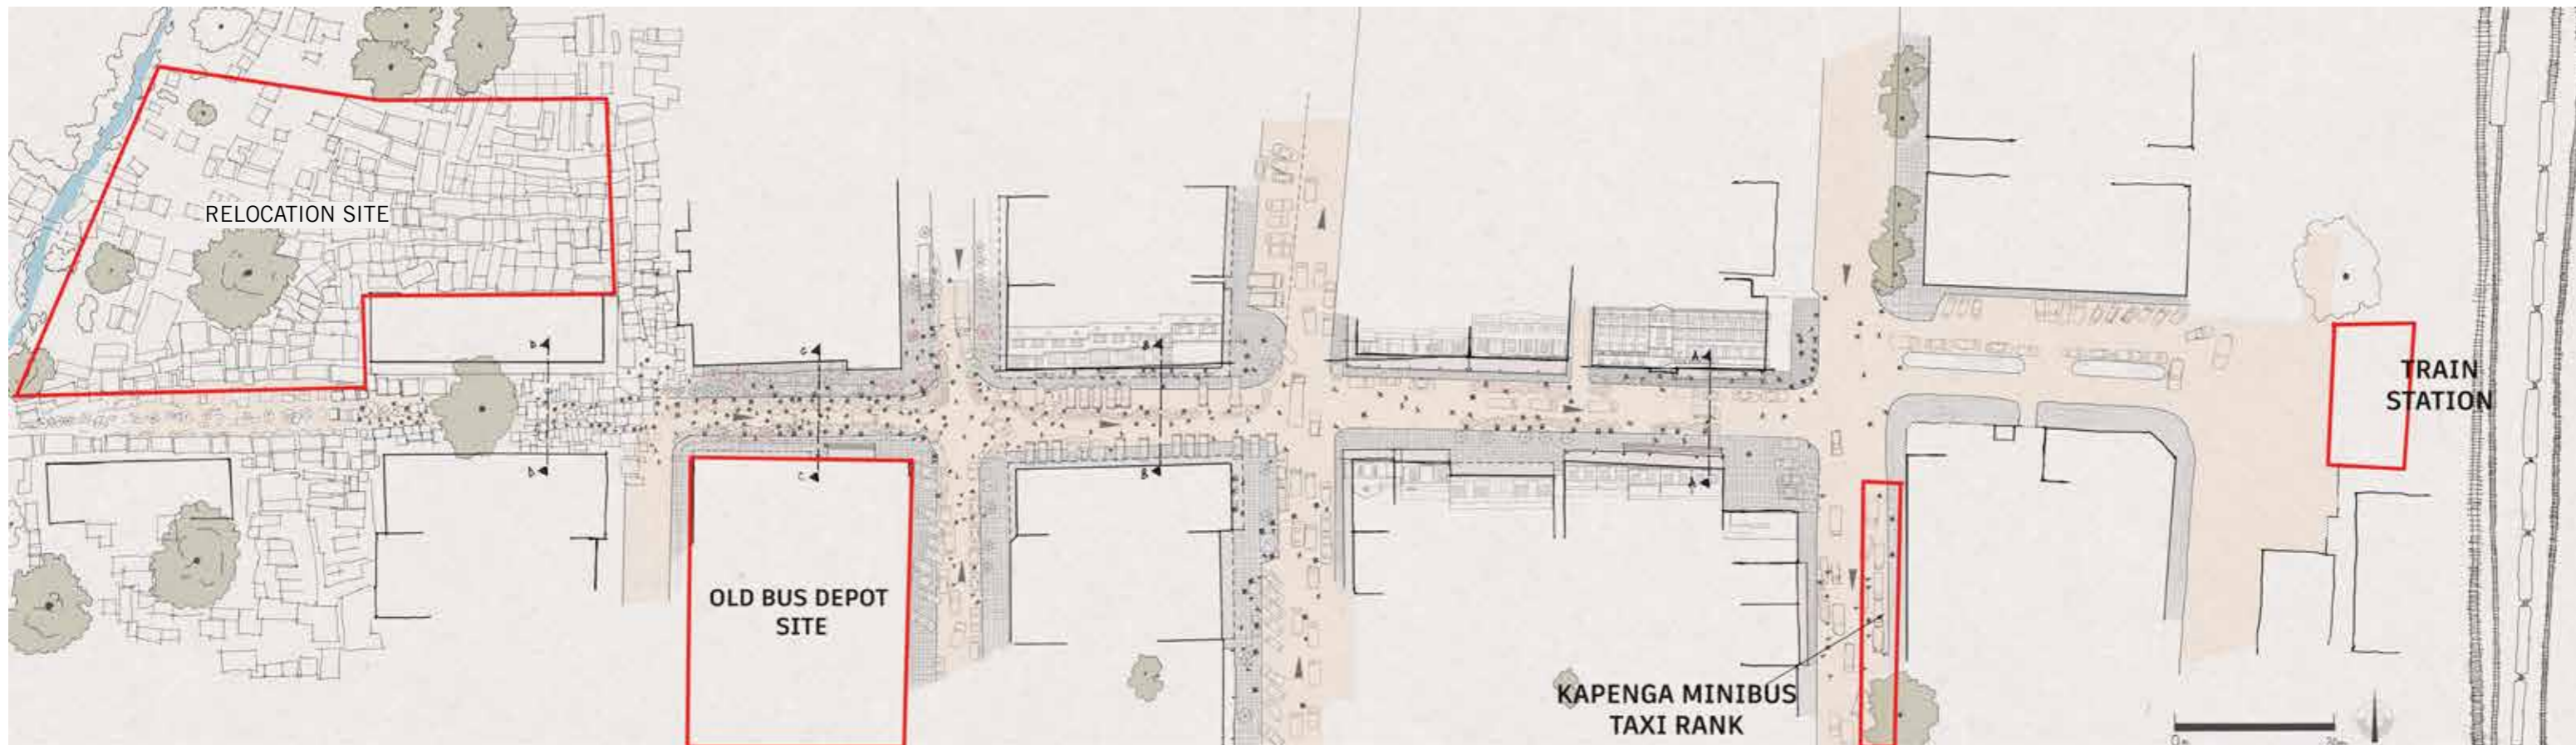 RELOCATION SITE
D
D
C
C
B
B
A
A
TRAIN
STATION
OLD BUS DEPOT
SITE
KAPENGA MINIBUS
TAXI RANK